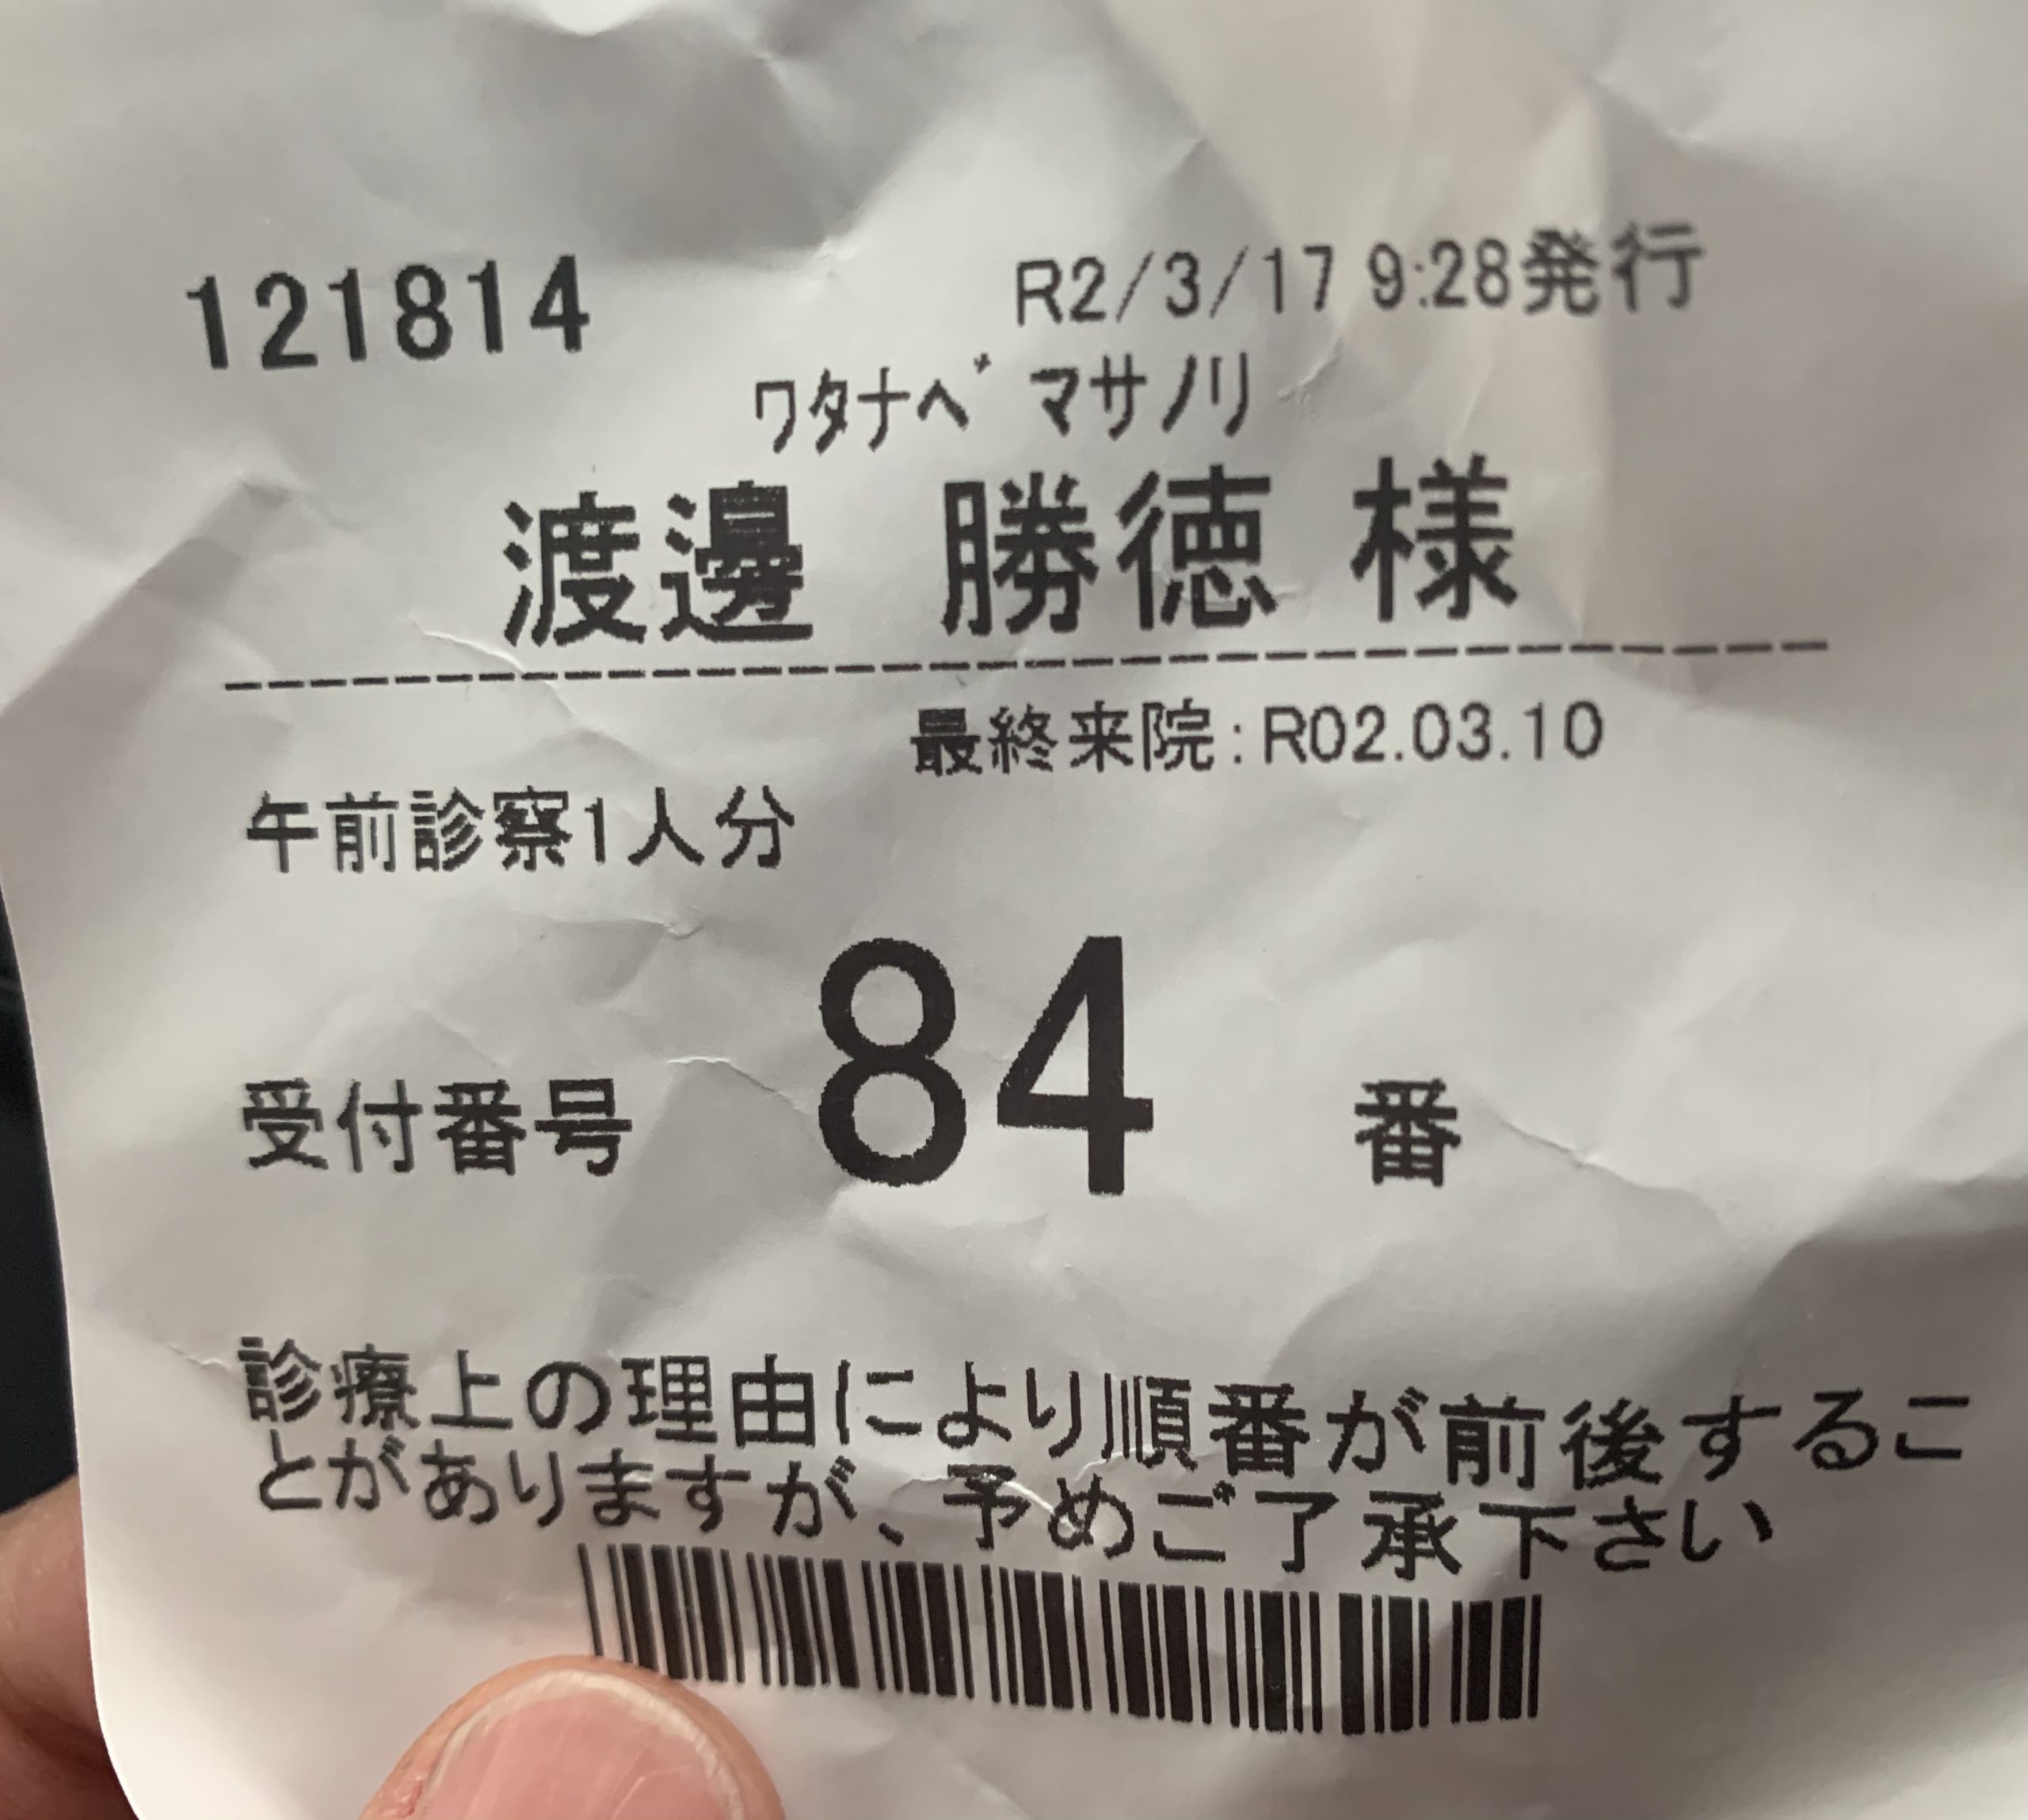 121814 R2/3/17 9:28発行
ﾜﾀﾅﾍﾞ ﾏｻﾉﾘ
渡邊 勝徳 様
最終来院:R02.03.10
午前診察1人分
受付番号 84 番
診療上の理由により順番が前後するこ
とがありますが、予めご了承下さい